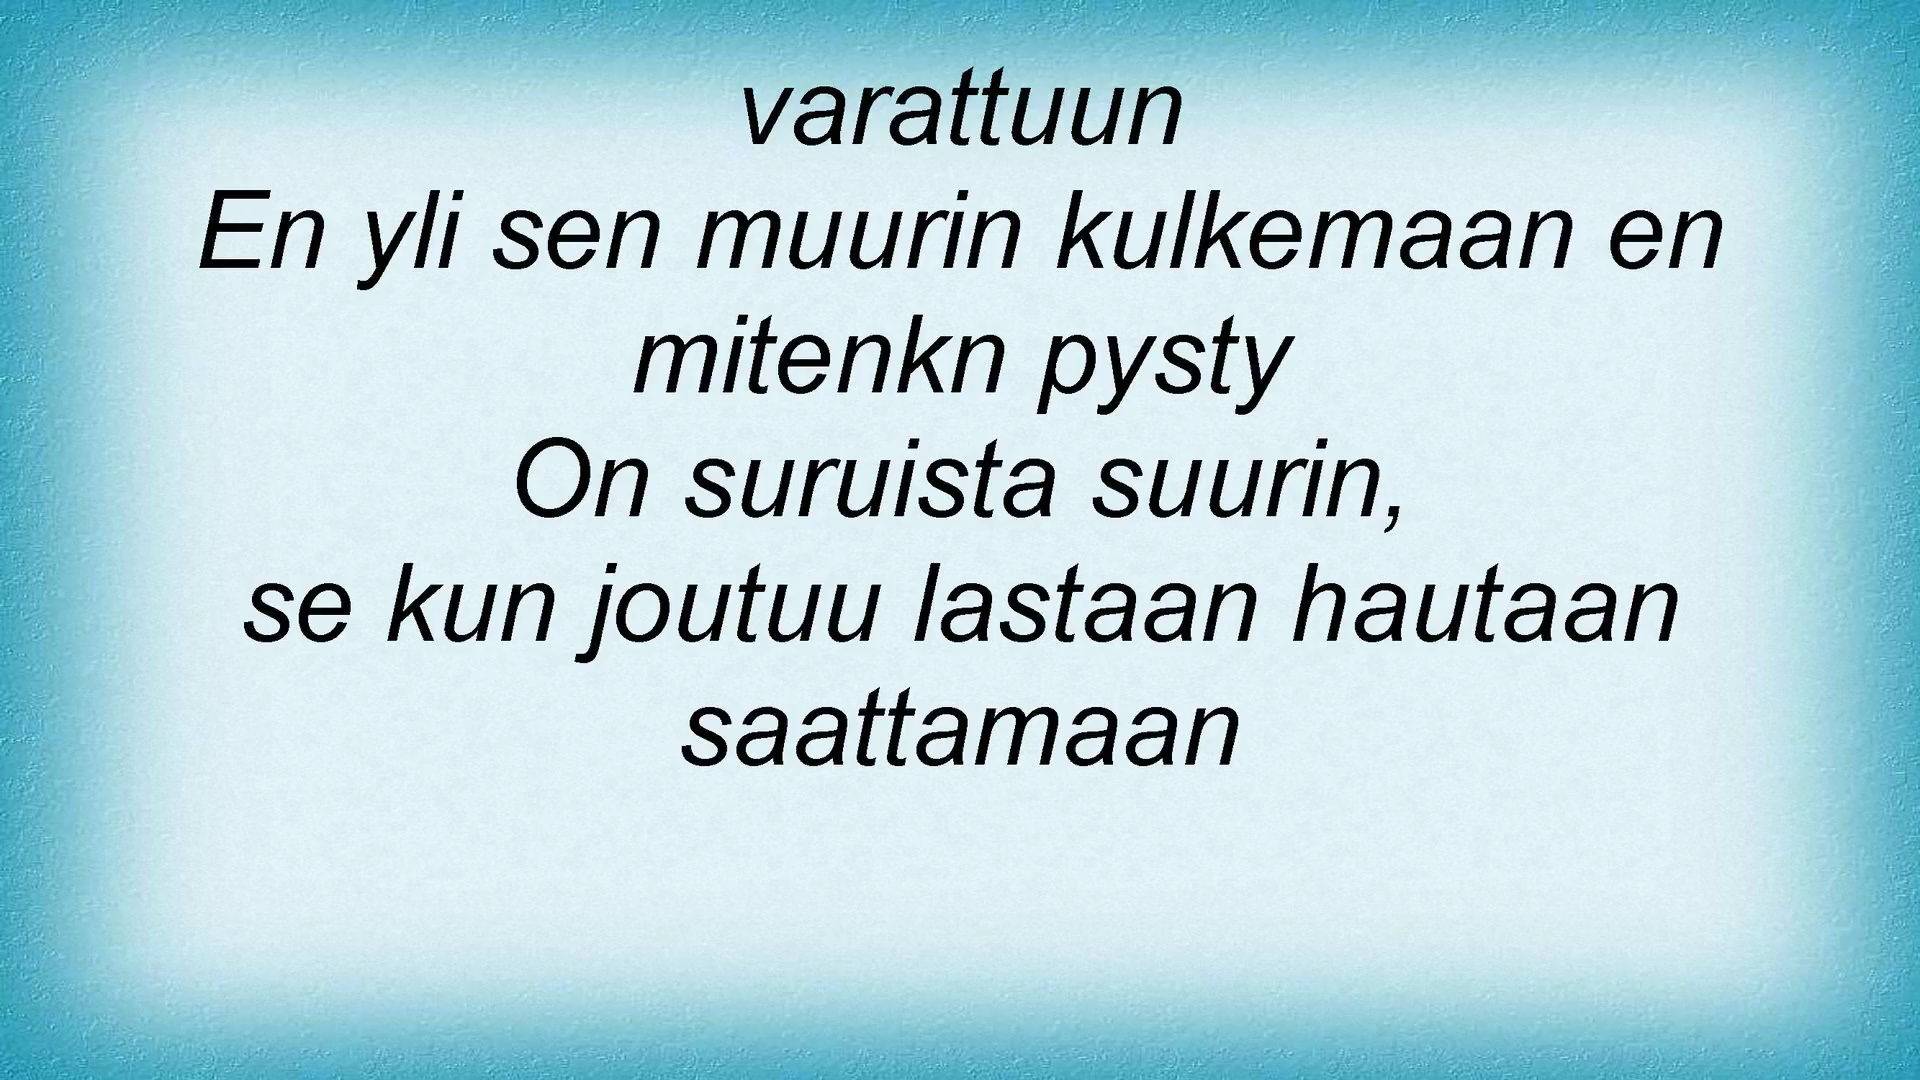 varattuun
En yli sen muurin kulkemaan en
mitenkn pysty
On suruista suurin,
se kun joutuu lastaan hautaan
saattamaan